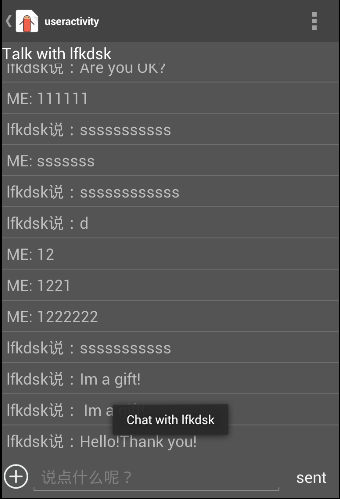 useractivity
Talk with lfkdsk
lfkdsk说：Are you OK?
ME: 111111
lfkdsk说：sssssssssss
ME: sssssss
lfkdsk说：ssssssssssss
lfkdsk说：d
ME: 12
ME: 1221
ME: 1222222
lfkdsk说：sssssssssss
lfkdsk说：Im a gift!
lfkdsk说： Im a
Chat with lfkdsk
lfkdsk说：Hello!Thank you!
说点什么呢？
sent